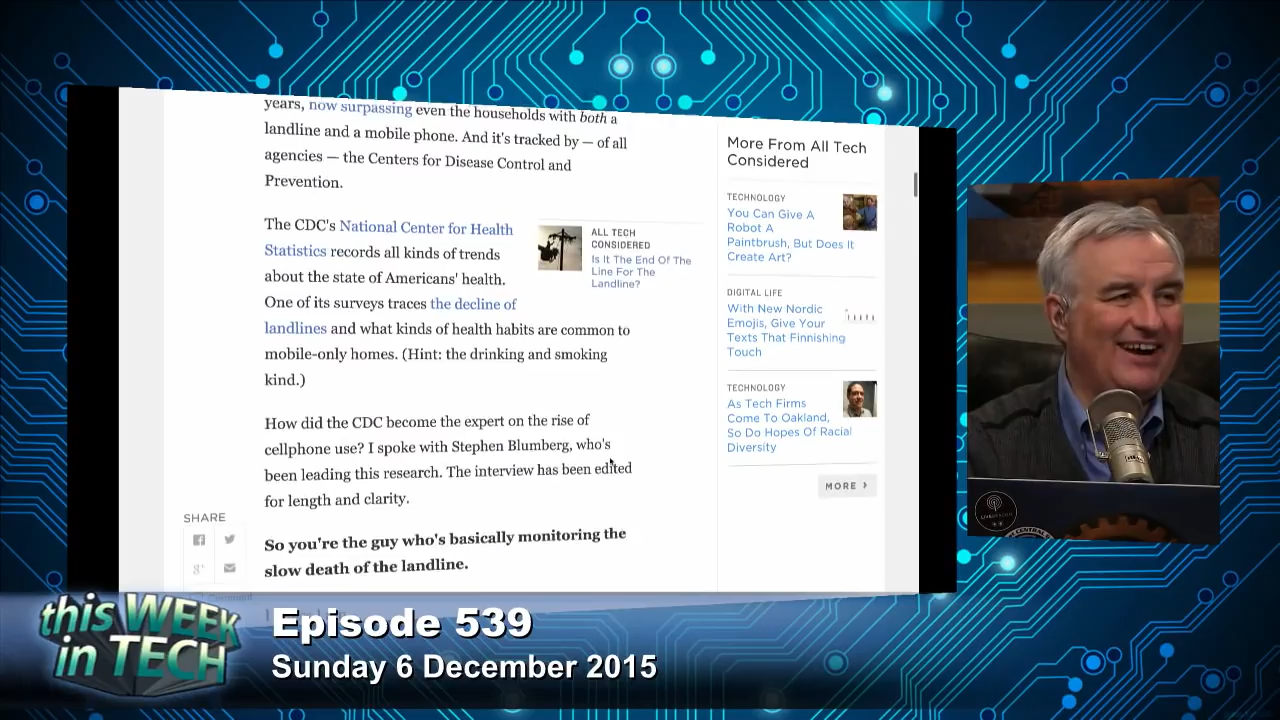 years, now surpassing even the households with both a
landline and a mobile phone. And it's tracked by — of all
agencies — the Centers for Disease Control and
Prevention.
The CDC's National Center for Health
Statistics records all kinds of trends
about the state of Americans' health.
One of its surveys traces the decline of
landlines and what kinds of health habits are common to
mobile-only homes. (Hint: the drinking and smoking
kind.)
ALL TECH
CONSIDERED
Is It The End Of The
Line For The
Landline?
How did the CDC become the expert on the rise of
cellphone use? I spoke with Stephen Blumberg, who's
been leading this research. The interview has been edited
for length and clarity.
So you're the guy who's basically monitoring the
slow death of the landline.
SHARE
Comment
More From All Tech
Considered
TECHNOLOGY
You Can Give A
Robot A
Paintbrush, But Does It
Create Art?
DIGITAL LIFE
With New Nordic
Emojis, Give Your
Texts That Finnishing
Touch
TECHNOLOGY
As Tech Firms
Come To Oakland,
So Do Hopes Of Racial
Diversity
MORE ›
this WEEK
in TECH
Episode 539
Sunday 6 December 2015